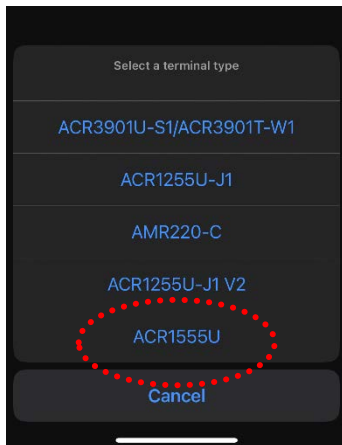 Select a terminal type
ACR3901U-S1/ACR3901T-W1
ACR1255U-J1
AMR220-C
ACR1255U-J1 V2
ACR1555U
Cancel